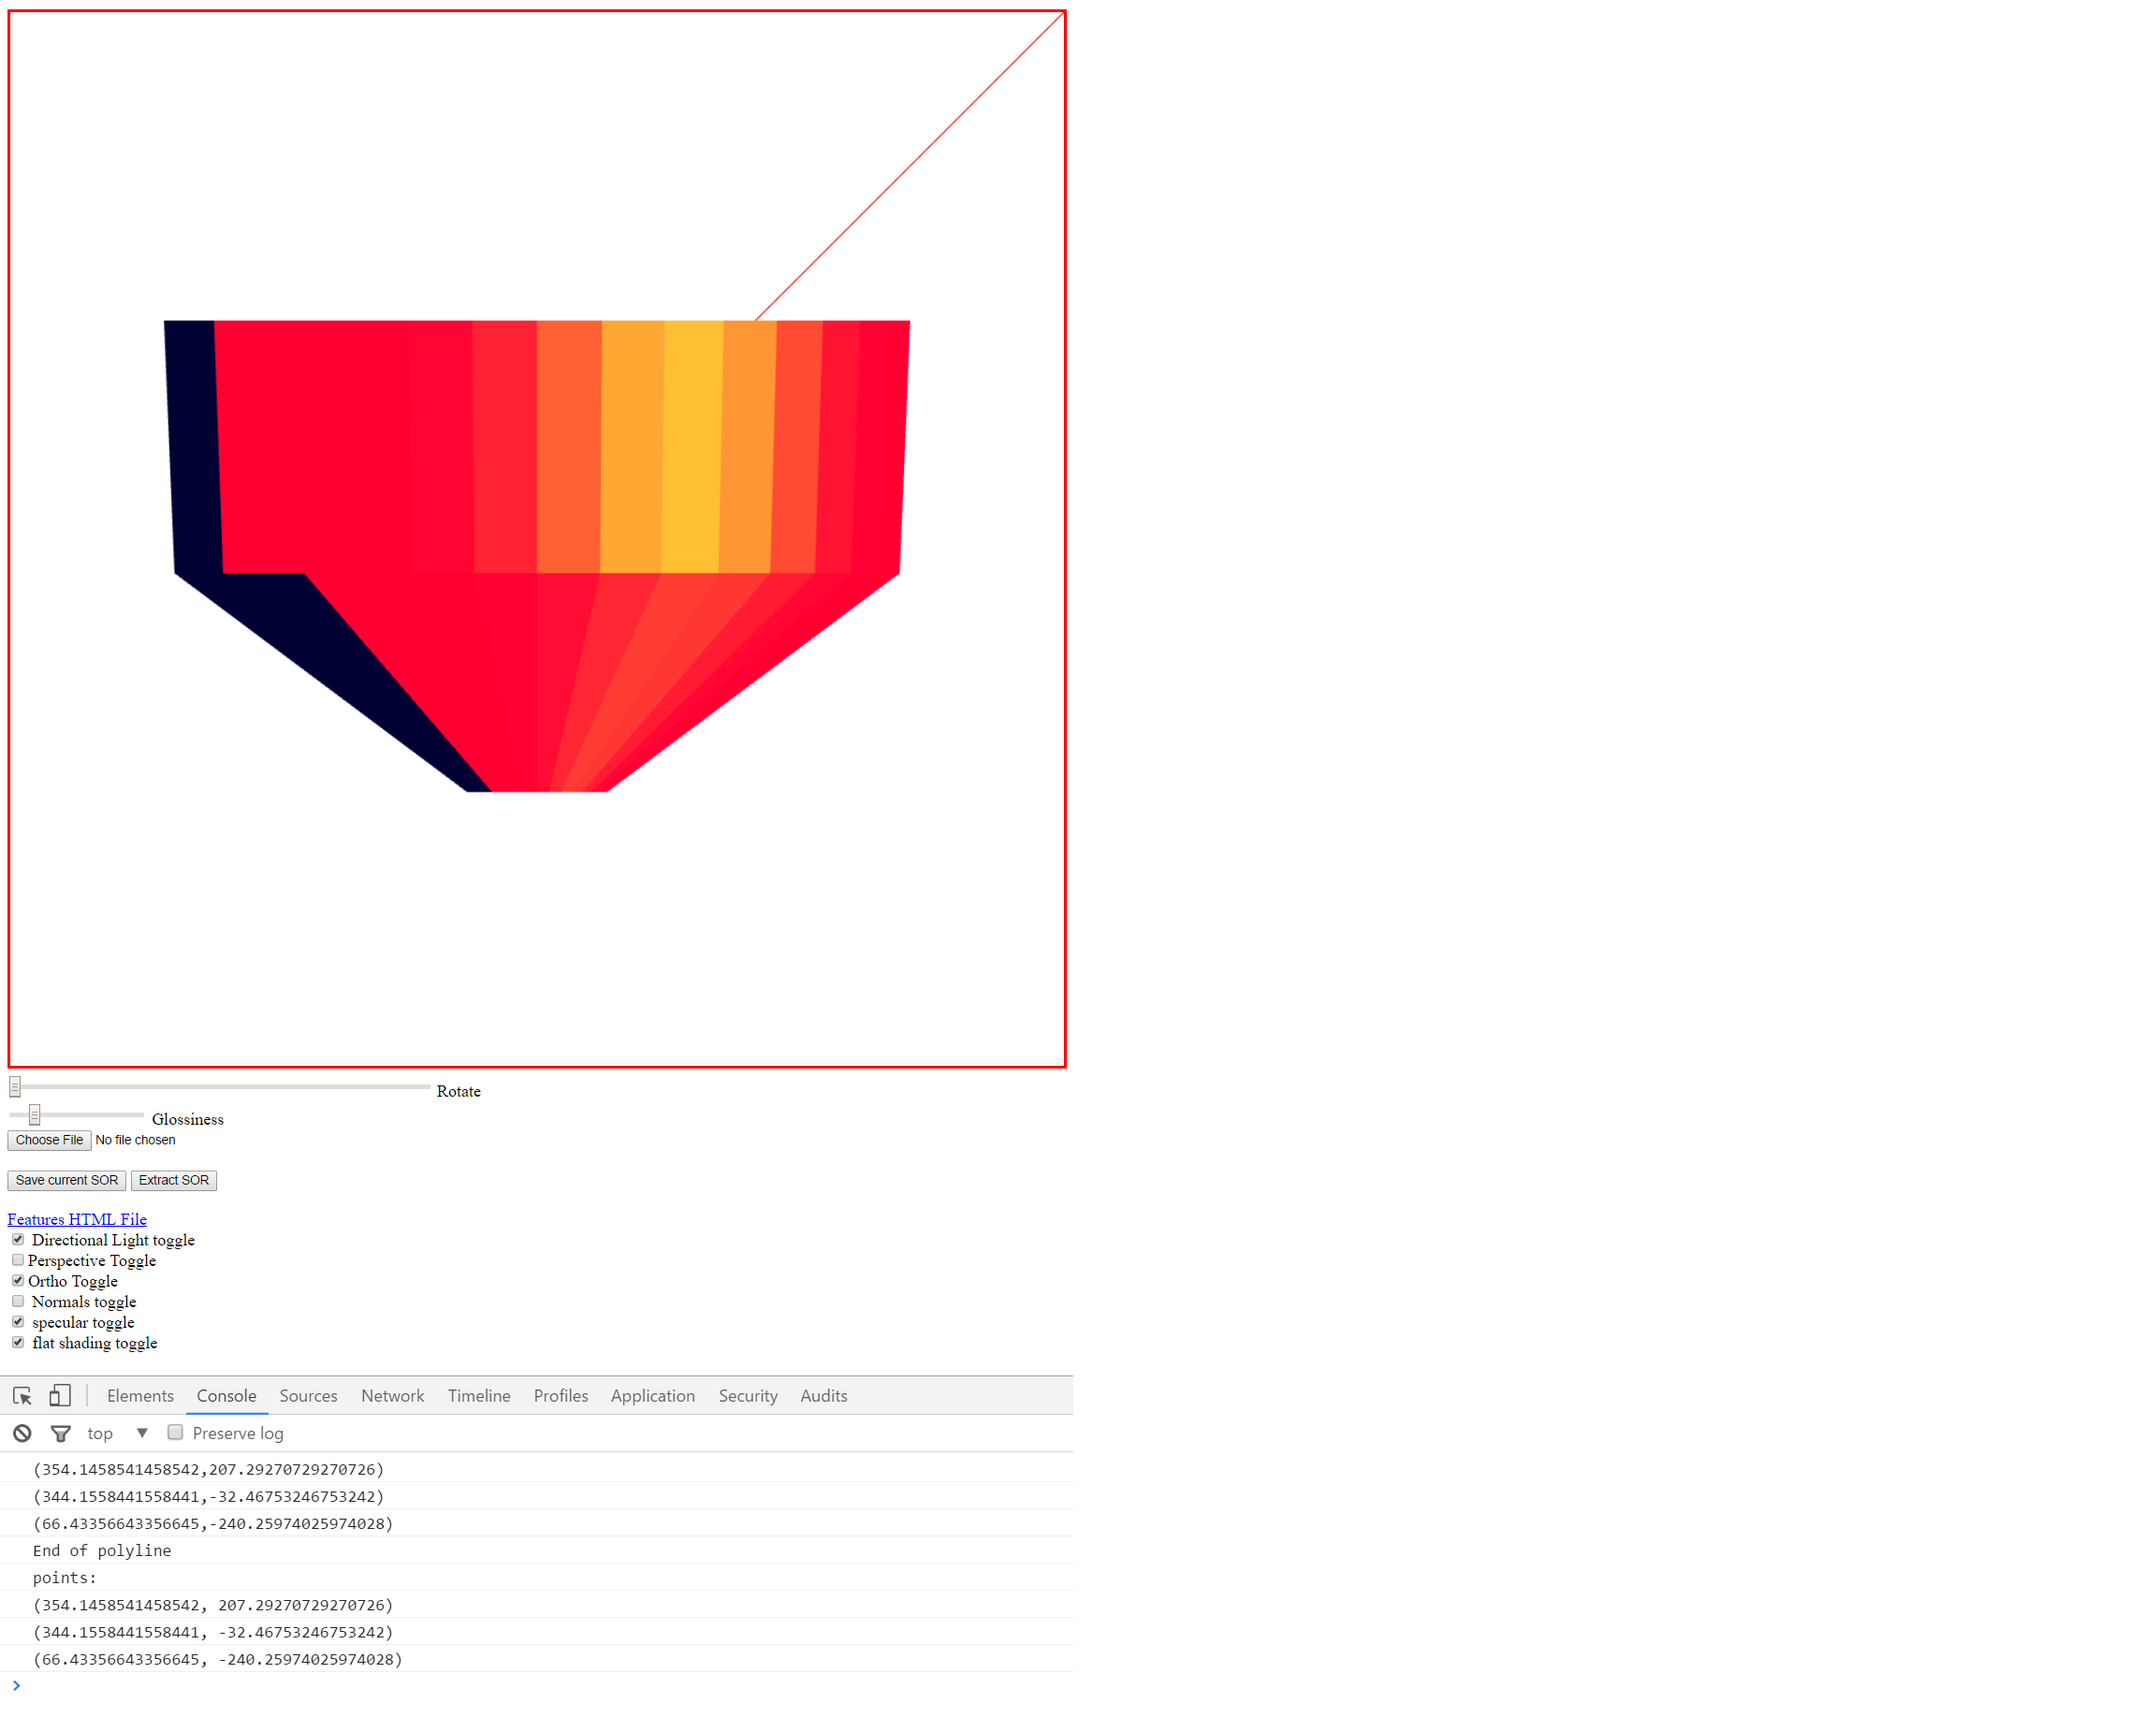 Rotate
Glossiness
Choose File No file chosen
Save current SOR Extract SOR
Features HTML File
Directional Light toggle
Perspective Toggle
Ortho Toggle
Normals toggle
specular toggle
flat shading toggle
Elements Console Sources Network Timeline Profiles Application Security Audits
top Preserve log
(354.1458541458542,207.29270729270726)
(344.1558441558441,-32.46753246753242)
(66.43356643356645,-240.25974025974028)
End of polyline
points:
(354.1458541458542, 207.29270729270726)
(344.1558441558441, -32.46753246753242)
(66.43356643356645, -240.25974025974028)